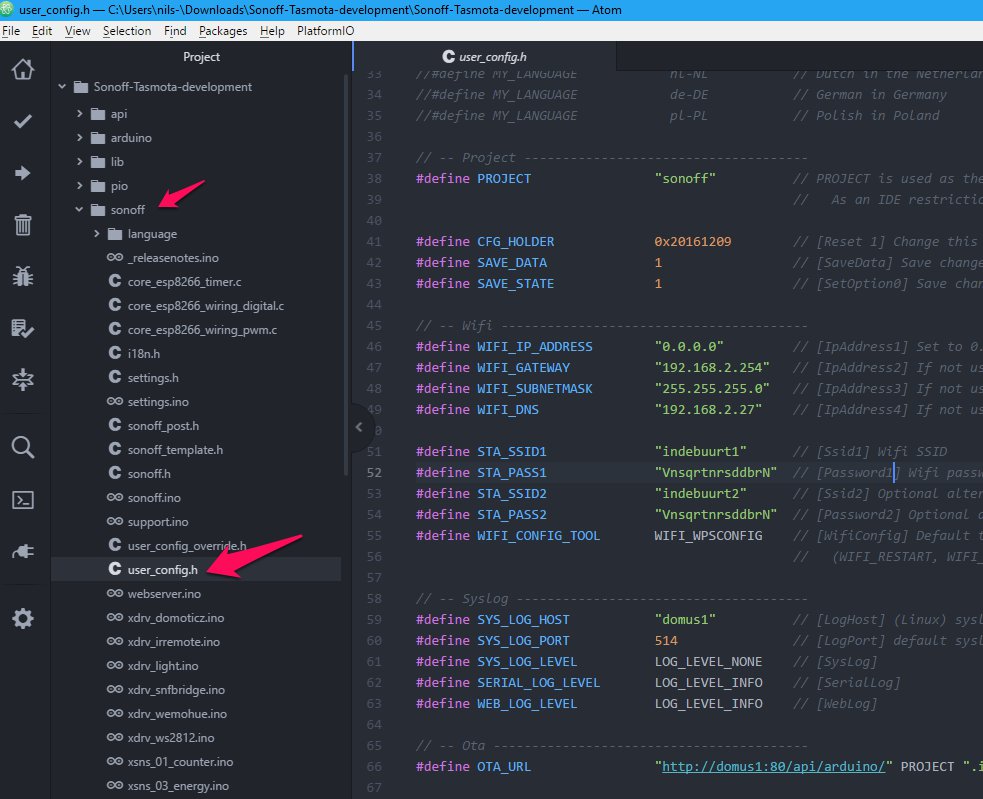 user_config.h — C:\Users\nils-\Downloads\Sonoff-Tasmota-development\Sonoff-Tasmota-development — Atom
File Edit View Selection Find Packages Help PlatformIO
Project
Sonoff-Tasmota-development
api
arduino
lib
pio
sonoff
language
_releasenotes.ino
core_esp8266_timer.c
core_esp8266_wiring_digital.c
core_esp8266_wiring_pwm.c
i18n.h
settings.h
settings.ino
sonoff_post.h
sonoff_template.h
sonoff.h
sonoff.ino
support.ino
user_config_override.h
user_config.h
webserver.ino
xdrv_domoticz.ino
xdrv_irremote.ino
xdrv_light.ino
xdrv_snfbridge.ino
xdrv_wemohue.ino
xdrv_ws2812.ino
xsns_01_counter.ino
xsns_03_energy.ino
user_config.h
33 //#define MY_LANGUAGE nl-NL // Dutch in the Netherlan
34 //#define MY_LANGUAGE de-DE // German in Germany
35 //#define MY_LANGUAGE pl-PL // Polish in Poland
36
37 // -- Project -------------------------------------
38 #define PROJECT "sonoff" // PROJECT is used as the
39 // As an IDE restrictio
40
41 #define CFG_HOLDER 0x20161209 // [Reset 1] Change this
42 #define SAVE_DATA 1 // [SaveData] Save change
43 #define SAVE_STATE 1 // [SetOption0] Save chan
44
45 // -- Wifi ----------------------------------------
46 #define WIFI_IP_ADDRESS "0.0.0.0" // [IpAddress1] Set to 0.
47 #define WIFI_GATEWAY "192.168.2.254" // [IpAddress2] If not us
48 #define WIFI_SUBNETMASK "255.255.255.0" // [IpAddress3] If not us
49 #define WIFI_DNS "192.168.2.27" // [IpAddress4] If not us
0
51 #define STA_SSID1 "indebuurt1" // [Ssid1] Wifi SSID
52 #define STA_PASS1 "VnsqrtnrsddbrN" // [Password1] Wifi passw
53 #define STA_SSID2 "indebuurt2" // [Ssid2] Optional alter
54 #define STA_PASS2 "VnsqrtnrsddbrN" // [Password2] Optional a
55 #define WIFI_CONFIG_TOOL WIFI_WPSCONFIG // [WifiConfig] Default t
56 // (WIFI_RESTART, WIFI_
57
58 // -- Syslog --------------------------------------
59 #define SYS_LOG_HOST "domus1" // [LogHost] (Linux) sysl
60 #define SYS_LOG_PORT 514 // [LogPort] default sysl
61 #define SYS_LOG_LEVEL LOG_LEVEL_NONE // [SysLog]
62 #define SERIAL_LOG_LEVEL LOG_LEVEL_INFO // [SerialLog]
63 #define WEB_LOG_LEVEL LOG_LEVEL_INFO // [WebLog]
64
65 // -- Ota -----------------------------------------
66 #define OTA_URL "http://domus1:80/api/arduino/" PROJECT ".i
67